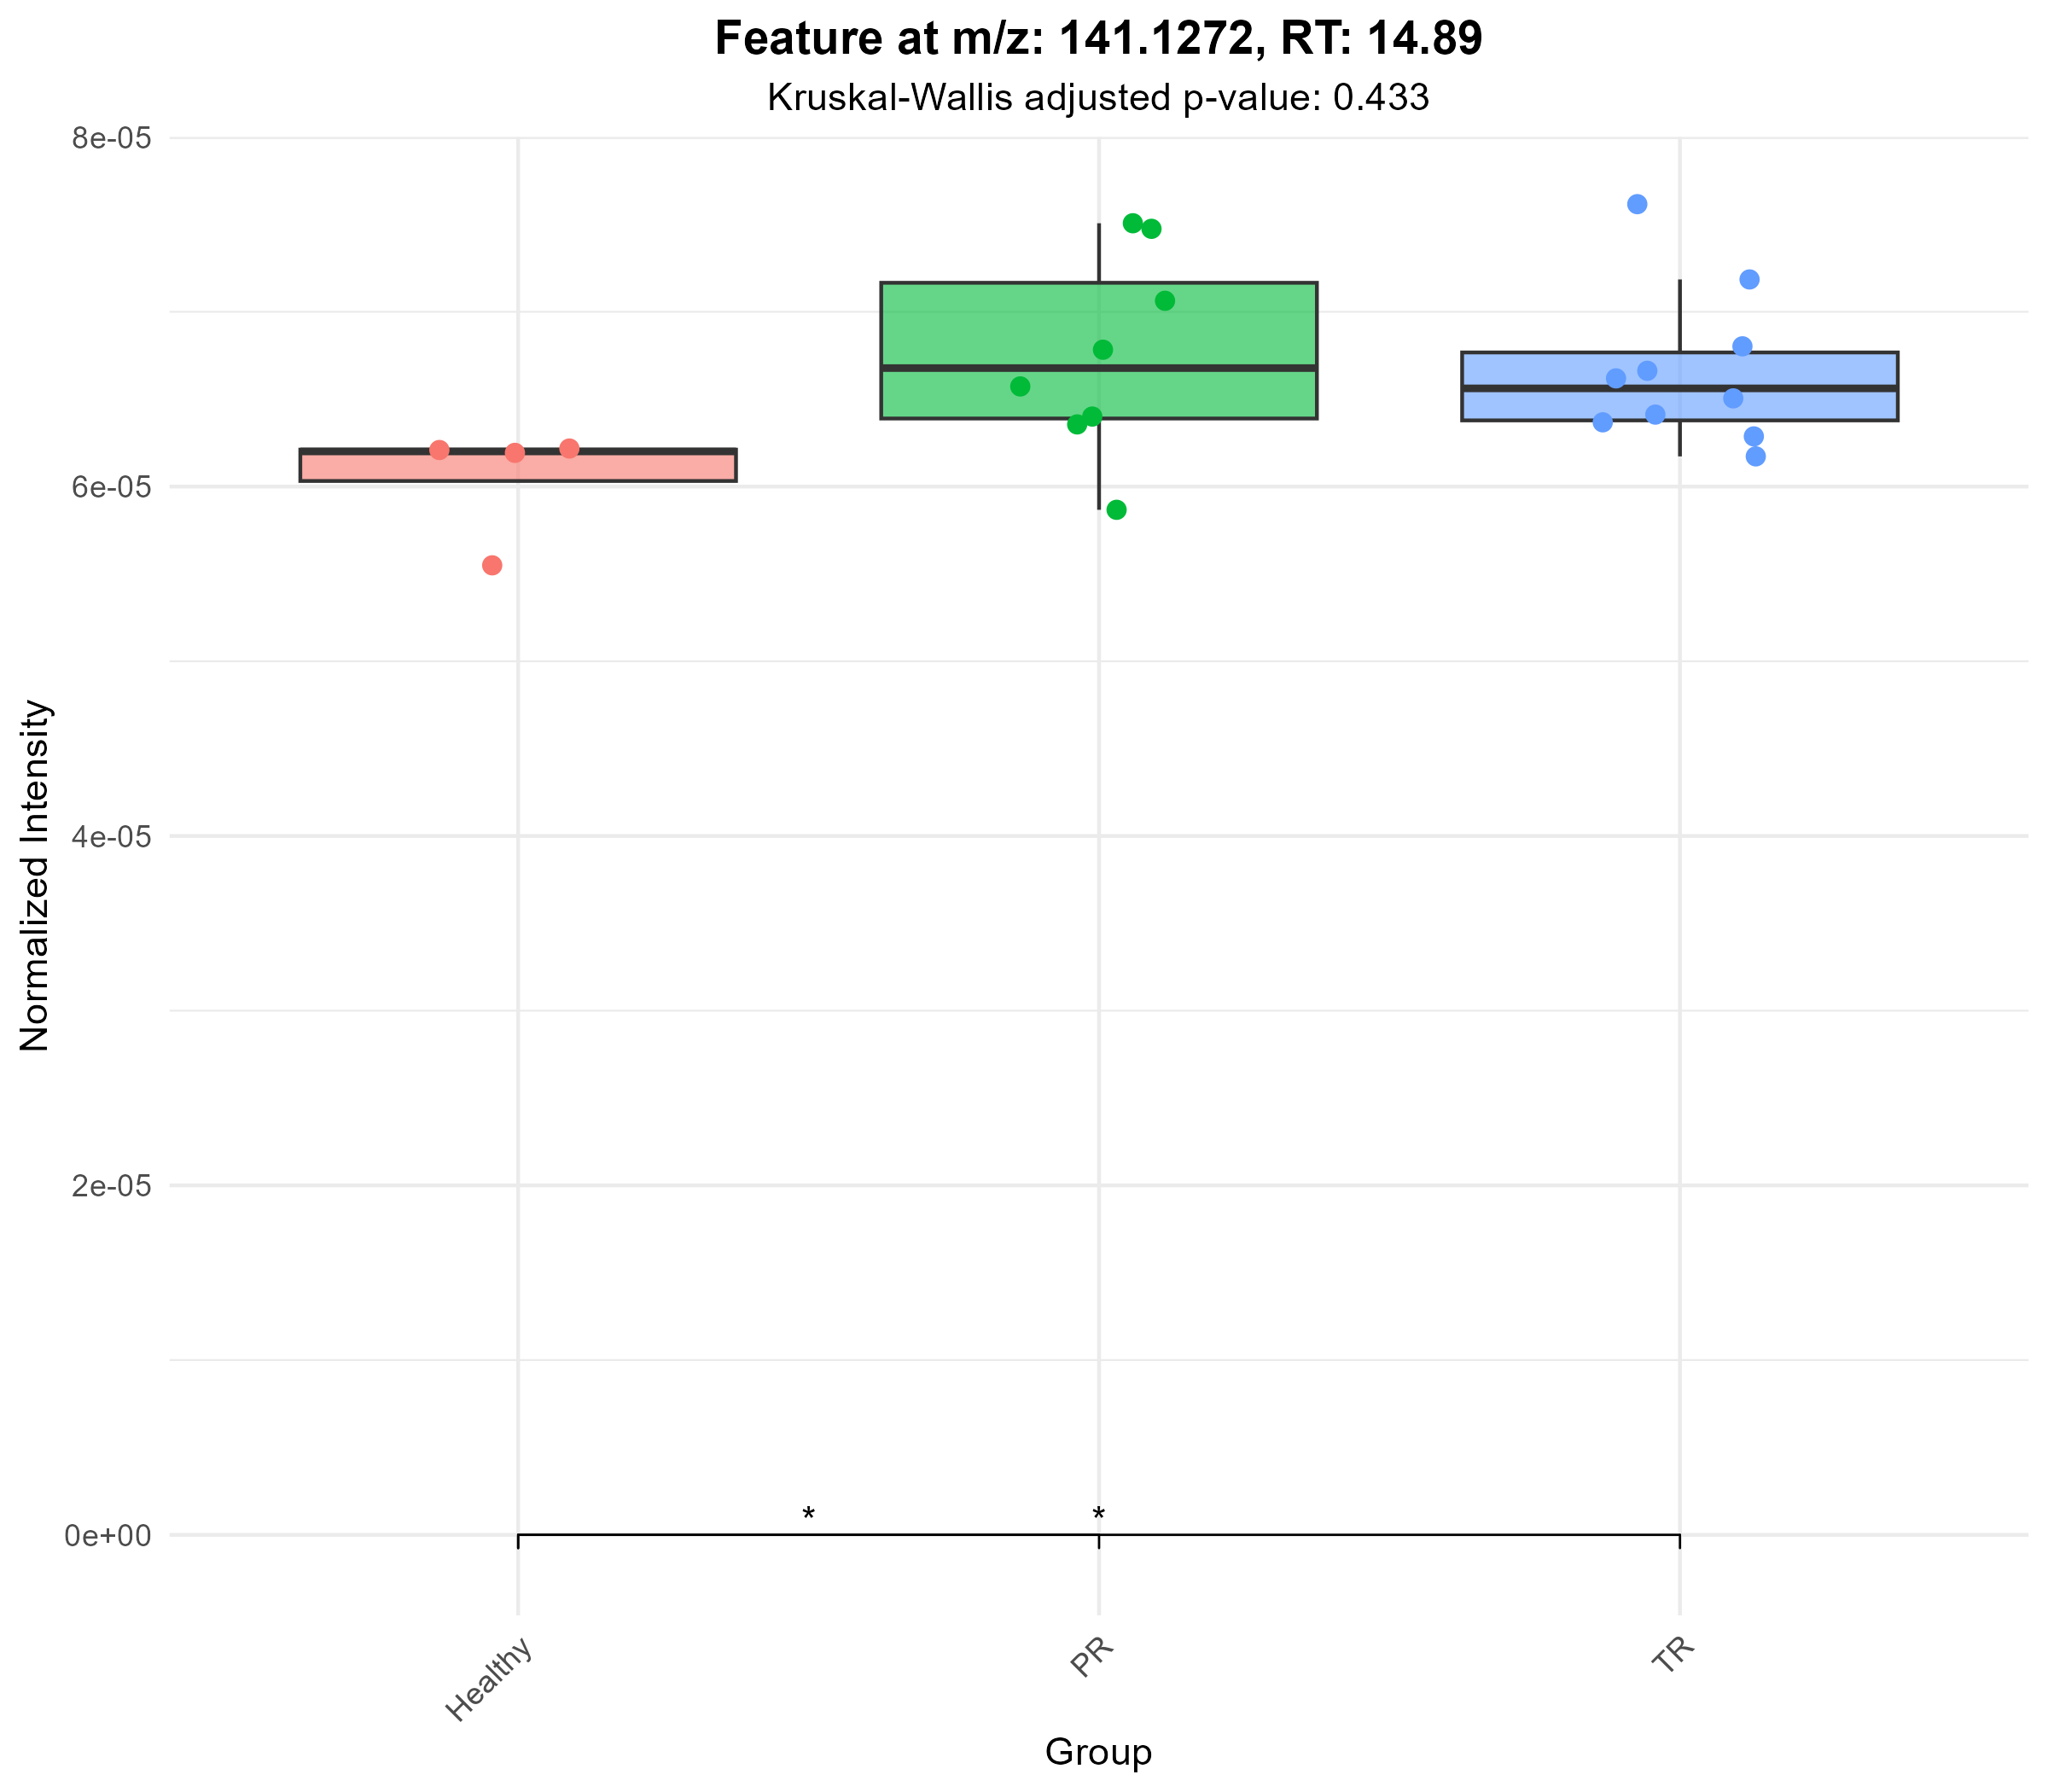 Feature at m/z: 141.1272, RT: 14.89
Kruskal-Wallis adjusted p-value: 0.433
8e-05
6e-05
4e-05
2e-05
0e+00
Normalized Intensity
* *
Healthy
PR
TR
Group